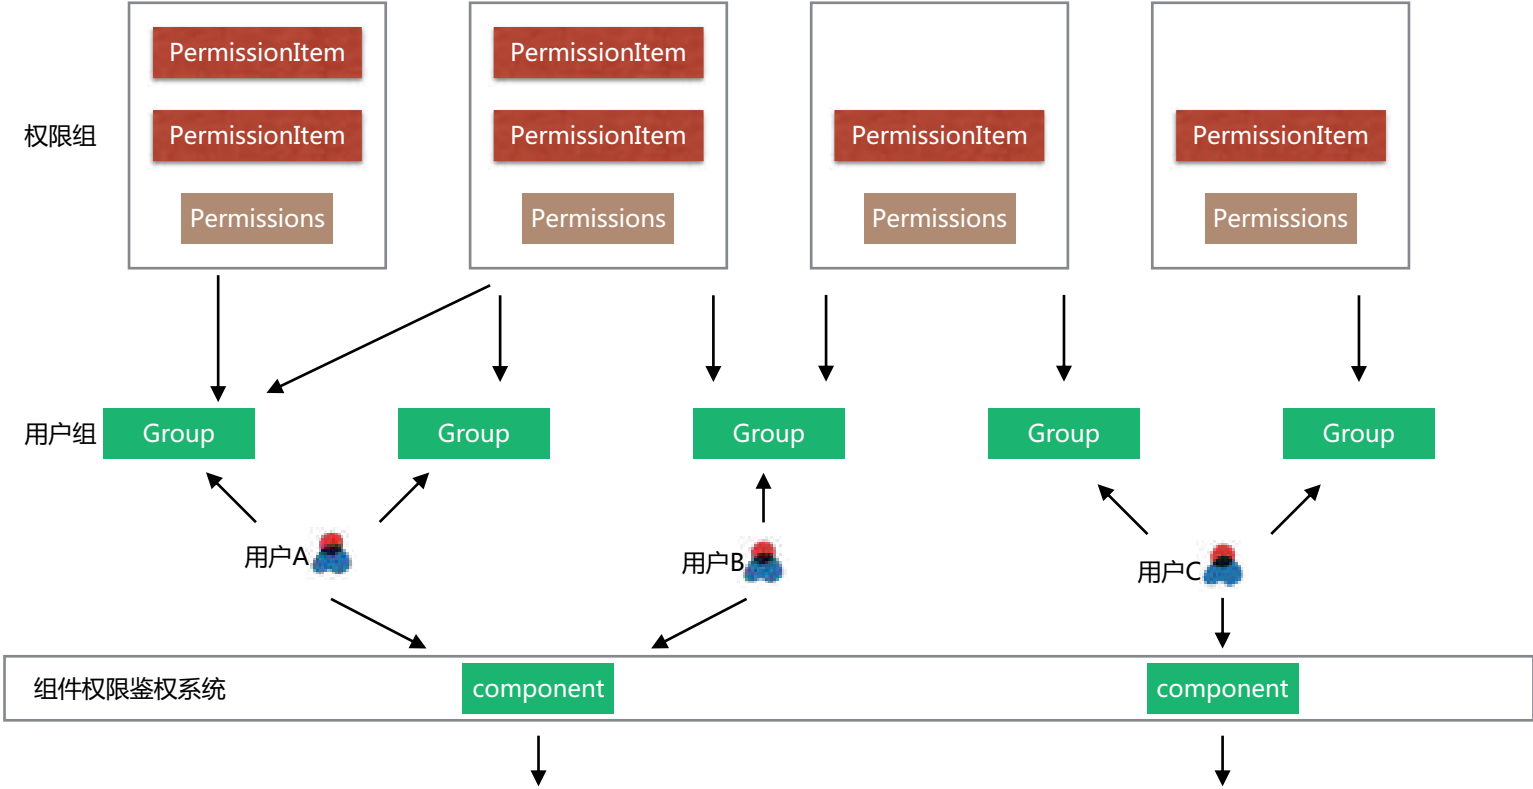 PermissionItem
PermissionItem
权限组
PermissionItem
PermissionItem
PermissionItem
PermissionItem
Permissions
Permissions
Permissions
Permissions
用户组
Group
Group
Group
Group
Group
用户A
用户B
用户C
组件权限鉴权系统
component
component